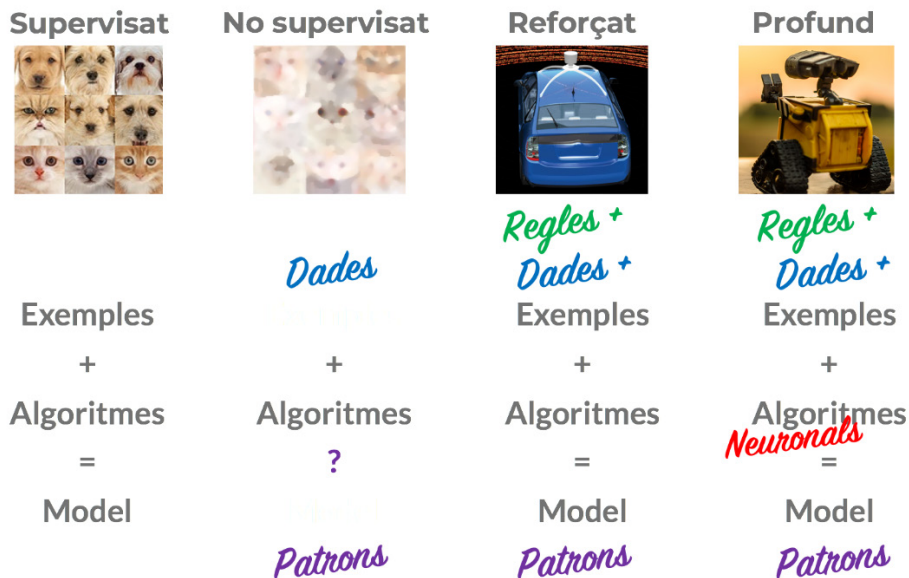 Supervisat
Exemples
+
Algoritmes
=
Model
No supervisat
Dades
+
Algoritmes
?
Patrons
Reforçat
Regles +
Dades +
Exemples
+
Algoritmes
=
Model
Patrons
Profund
Regles +
Dades +
Exemples
+
Algoritmes
Neuronals
=
Model
Patrons